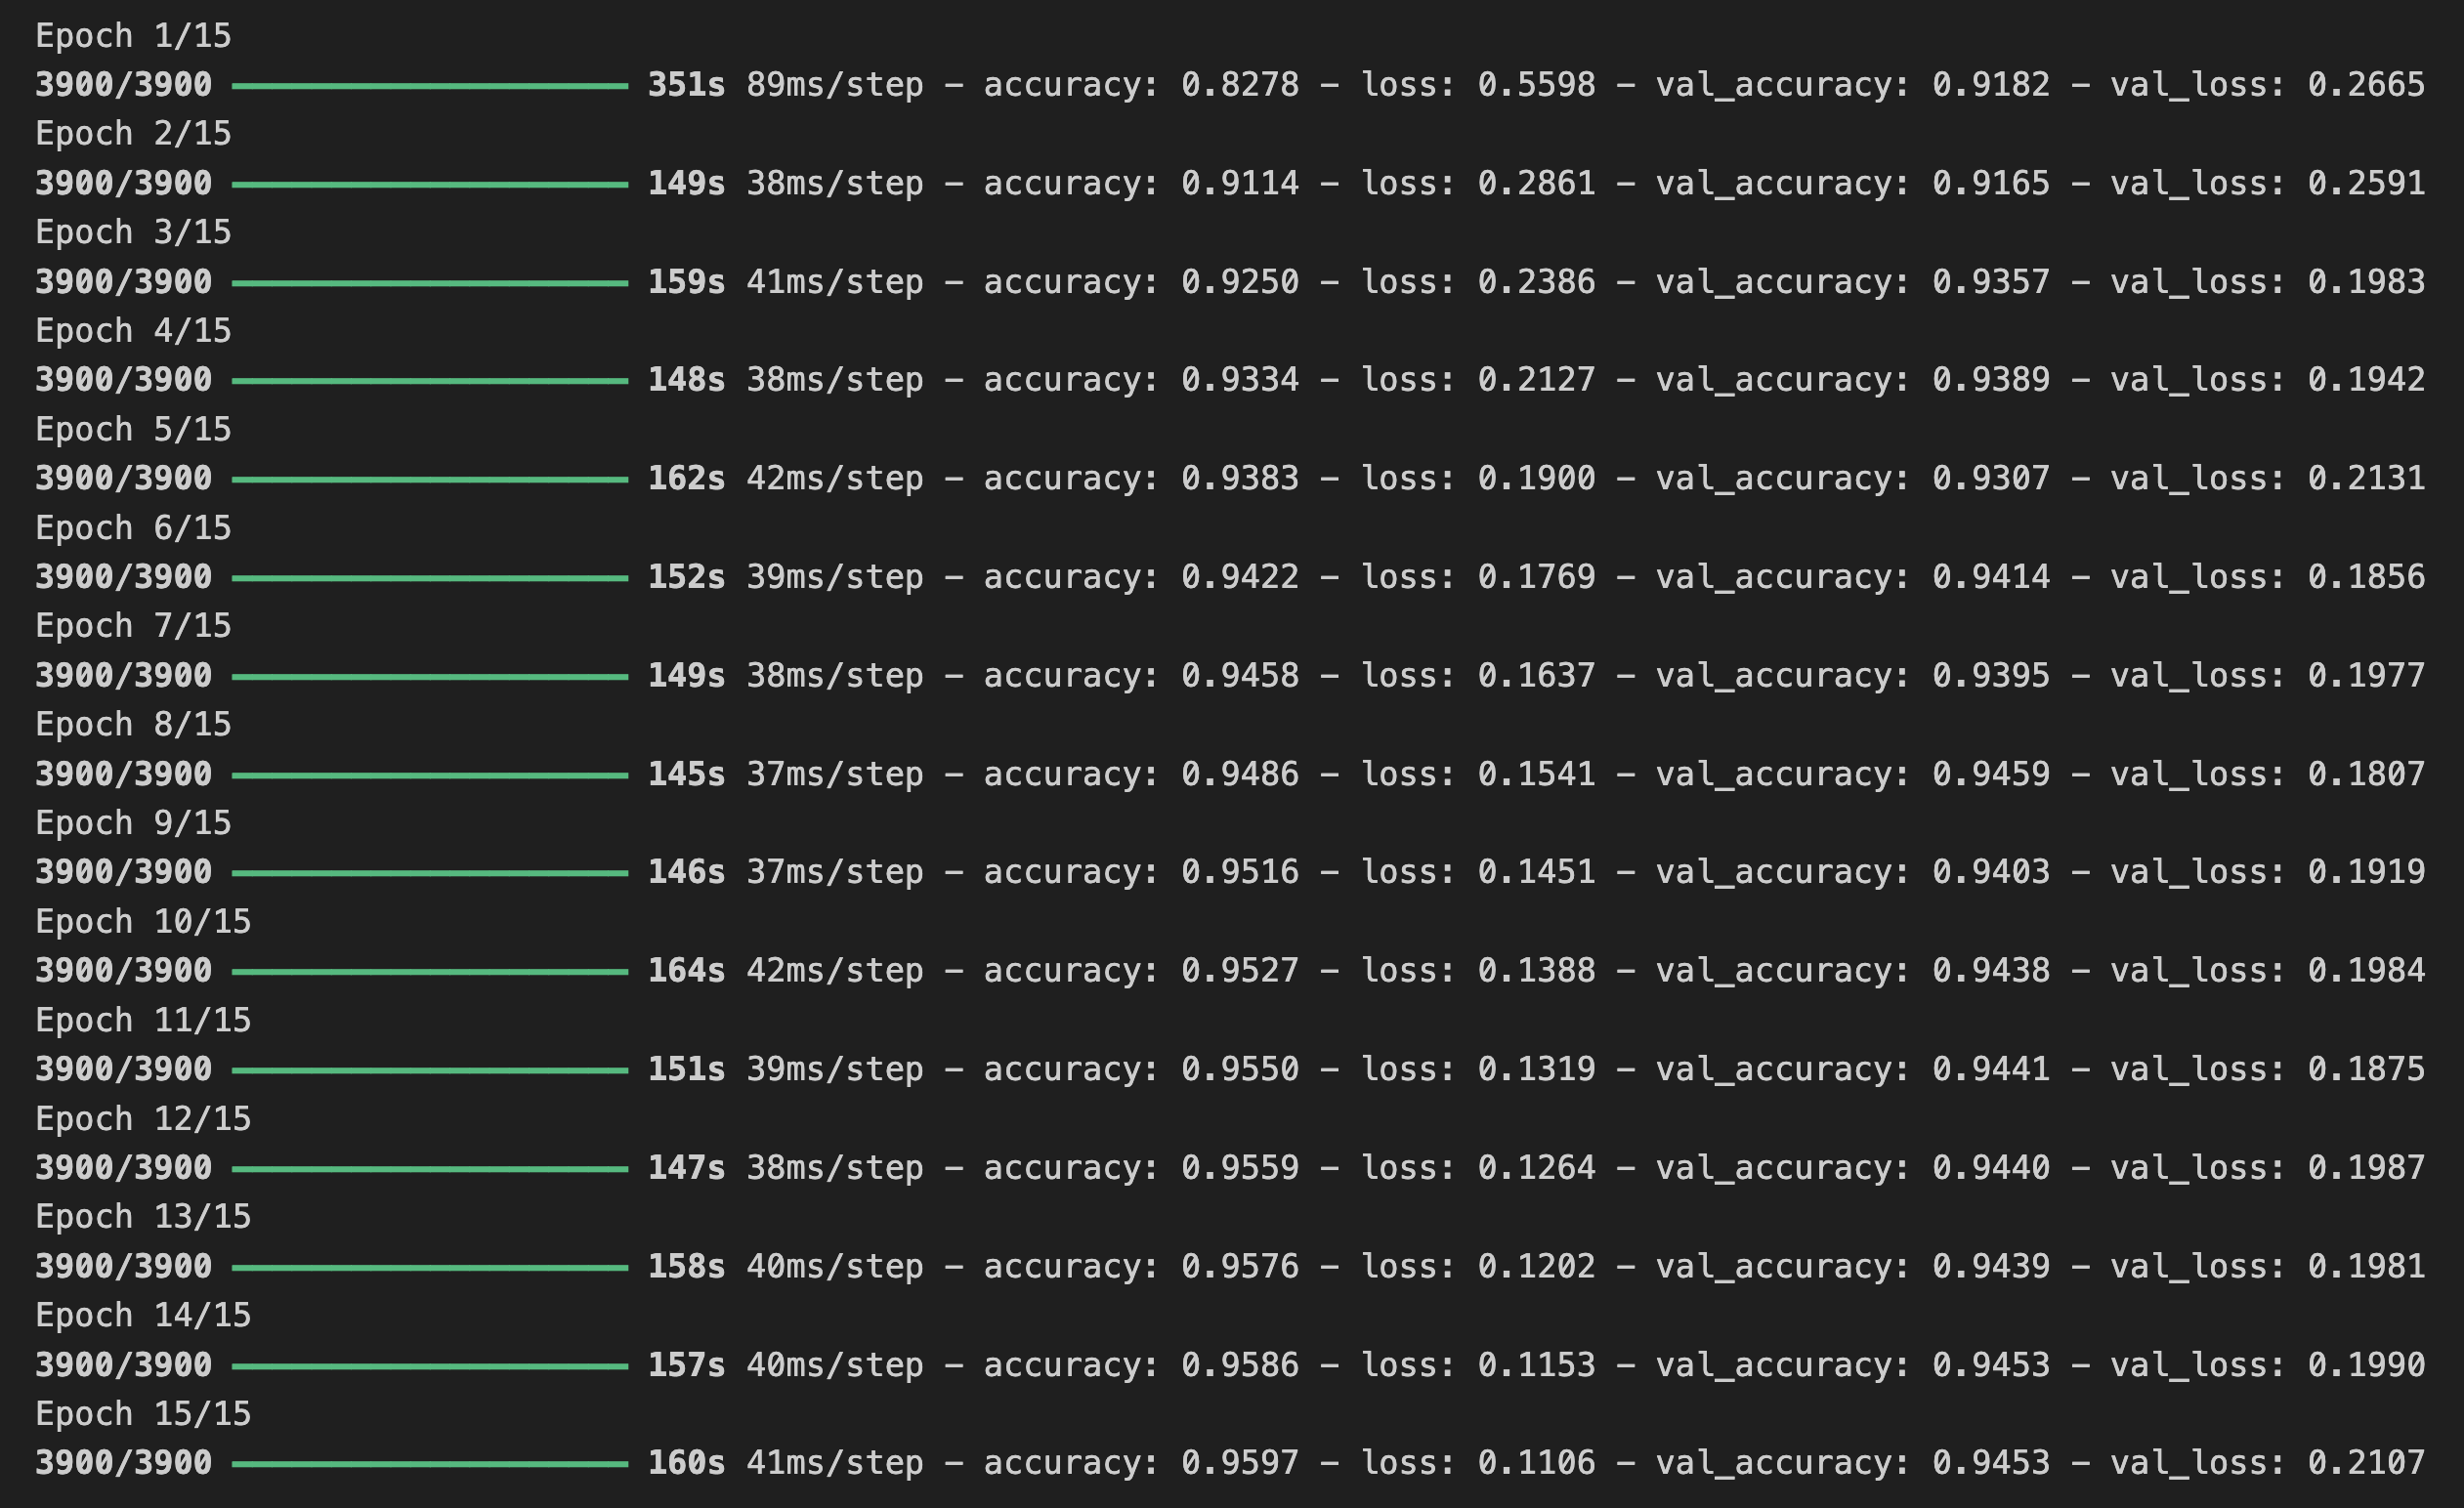 Epoch 1/15
3900/3900 351s 89ms/step - accuracy: 0.8278 - loss: 0.5598 - val_accuracy: 0.9182 - val_loss: 0.2665
Epoch 2/15
3900/3900 149s 38ms/step - accuracy: 0.9114 - loss: 0.2861 - val_accuracy: 0.9165 - val_loss: 0.2591
Epoch 3/15
3900/3900 159s 41ms/step - accuracy: 0.9250 - loss: 0.2386 - val_accuracy: 0.9357 - val_loss: 0.1983
Epoch 4/15
3900/3900 148s 38ms/step - accuracy: 0.9334 - loss: 0.2127 - val_accuracy: 0.9389 - val_loss: 0.1942
Epoch 5/15
3900/3900 162s 42ms/step - accuracy: 0.9383 - loss: 0.1900 - val_accuracy: 0.9307 - val_loss: 0.2131
Epoch 6/15
3900/3900 152s 39ms/step - accuracy: 0.9422 - loss: 0.1769 - val_accuracy: 0.9414 - val_loss: 0.1856
Epoch 7/15
3900/3900 149s 38ms/step - accuracy: 0.9458 - loss: 0.1637 - val_accuracy: 0.9395 - val_loss: 0.1977
Epoch 8/15
3900/3900 145s 37ms/step - accuracy: 0.9486 - loss: 0.1541 - val_accuracy: 0.9459 - val_loss: 0.1807
Epoch 9/15
3900/3900 146s 37ms/step - accuracy: 0.9516 - loss: 0.1451 - val_accuracy: 0.9403 - val_loss: 0.1919
Epoch 10/15
3900/3900 164s 42ms/step - accuracy: 0.9527 - loss: 0.1388 - val_accuracy: 0.9438 - val_loss: 0.1984
Epoch 11/15
3900/3900 151s 39ms/step - accuracy: 0.9550 - loss: 0.1319 - val_accuracy: 0.9441 - val_loss: 0.1875
Epoch 12/15
3900/3900 147s 38ms/step - accuracy: 0.9559 - loss: 0.1264 - val_accuracy: 0.9440 - val_loss: 0.1987
Epoch 13/15
3900/3900 158s 40ms/step - accuracy: 0.9576 - loss: 0.1202 - val_accuracy: 0.9439 - val_loss: 0.1981
Epoch 14/15
3900/3900 157s 40ms/step - accuracy: 0.9586 - loss: 0.1153 - val_accuracy: 0.9453 - val_loss: 0.1990
Epoch 15/15
3900/3900 160s 41ms/step - accuracy: 0.9597 - loss: 0.1106 - val_accuracy: 0.9453 - val_loss: 0.2107